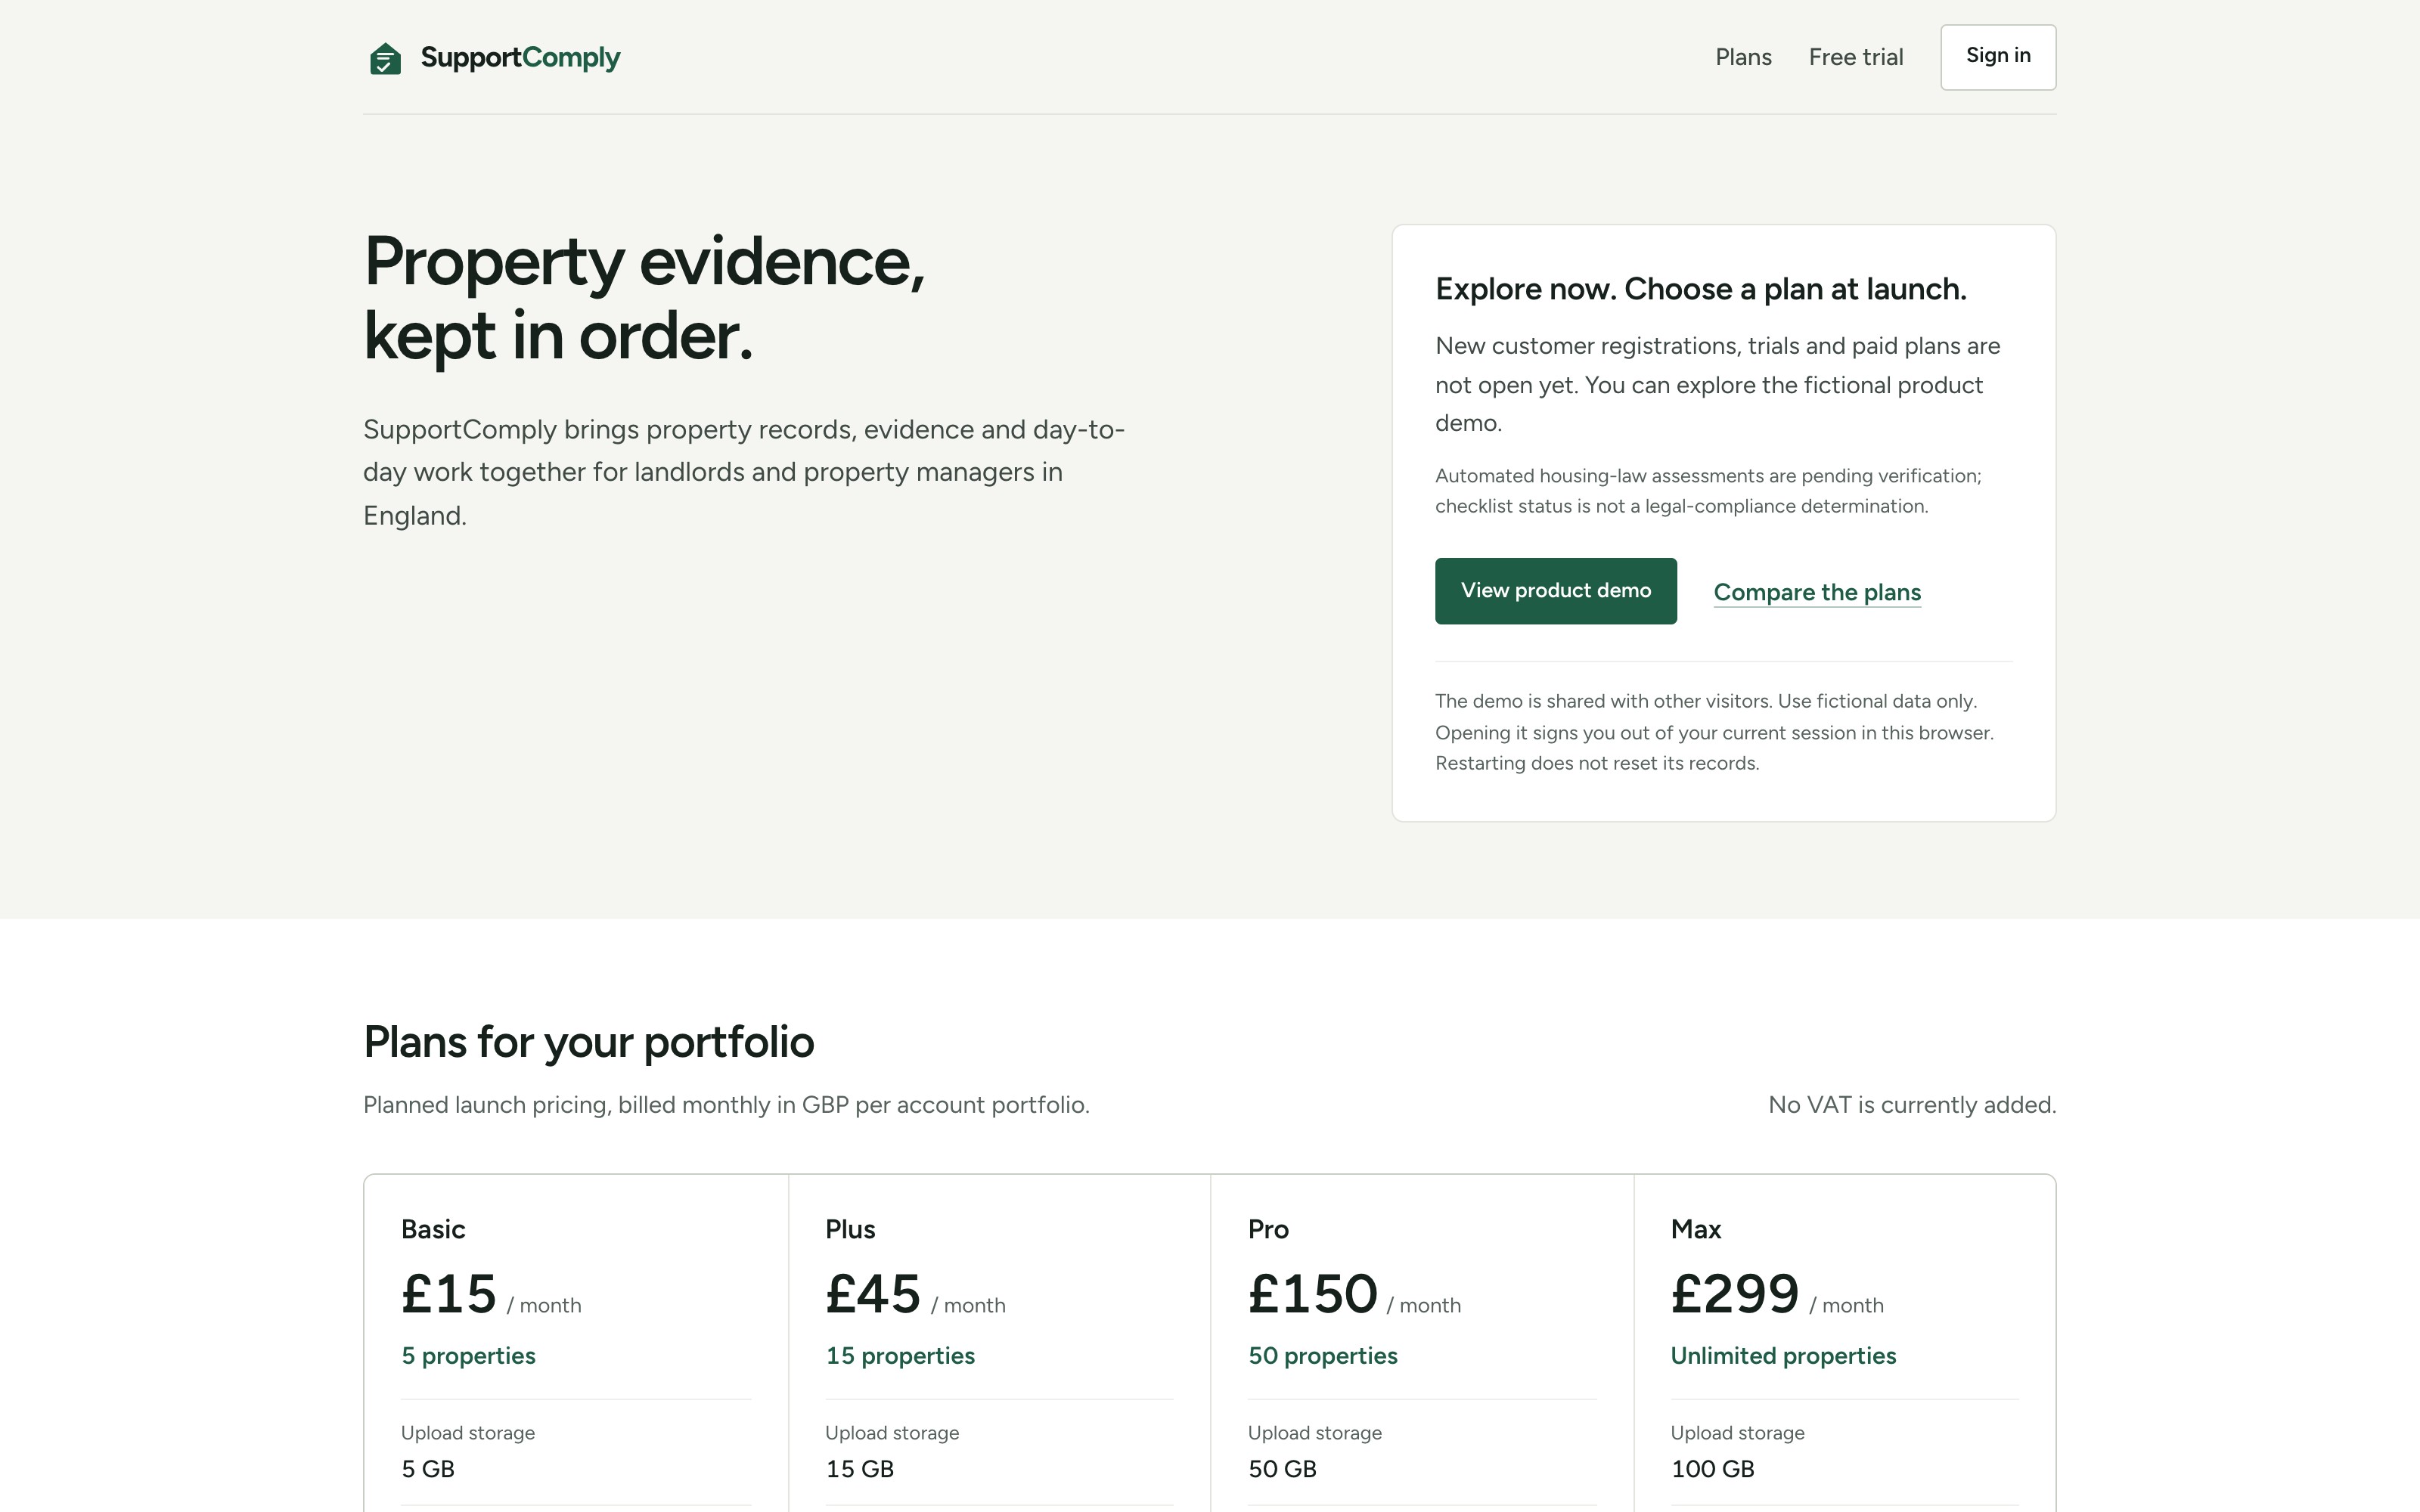 SupportComply
Plans
Free trial
Sign in
Property evidence,
kept in order.
SupportComply brings property records, evidence and day-to-
day work together for landlords and property managers in
England.
Explore now. Choose a plan at launch.
New customer registrations, trials and paid plans are
not open yet. You can explore the fictional product
demo.
Automated housing-law assessments are pending verification;
checklist status is not a legal-compliance determination.
View product demo
Compare the plans
The demo is shared with other visitors. Use fictional data only.
Opening it signs you out of your current session in this browser.
Restarting does not reset its records.
Plans for your portfolio
Planned launch pricing, billed monthly in GBP per account portfolio.
No VAT is currently added.
Basic
£15 / month
5 properties
Upload storage
5 GB
Plus
£45 / month
15 properties
Upload storage
15 GB
Pro
£150 / month
50 properties
Upload storage
50 GB
Max
£299 / month
Unlimited properties
Upload storage
100 GB